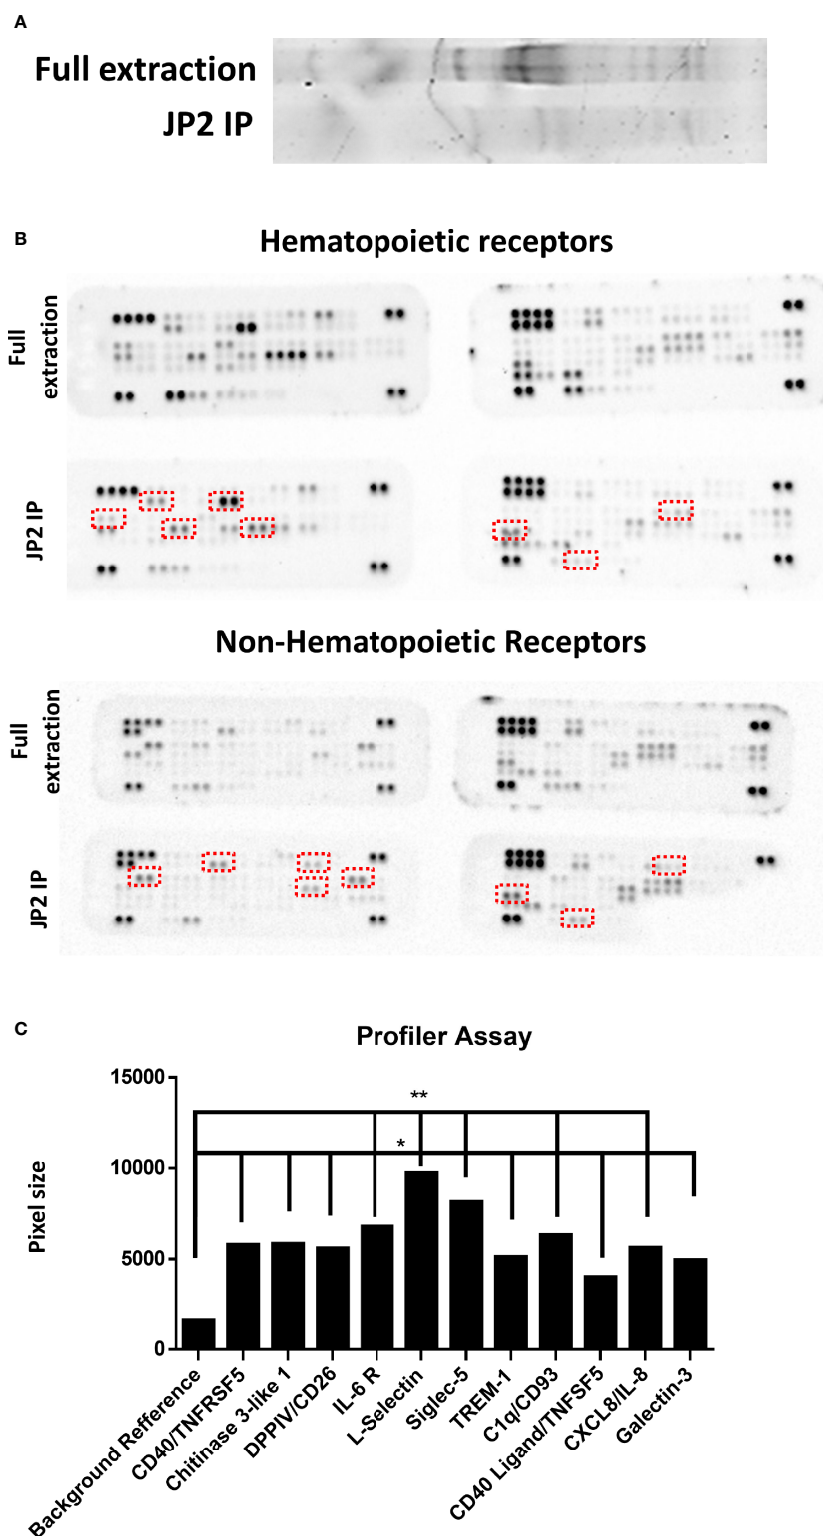 A
Full extraction
JP2 IP
B
Hematopoietic receptors
Full
extraction
JP2 IP
Non-Hematopoietic Receptors
Full
extraction
JP2 IP
C
Profiler Assay
15000
**
*
10000
Pixel size
5000
0
Background Refference
CD40/TNFRSF5
Chitinase 3-like 1
DPPIV/CD26
IL-6 R
L-Selectin
Siglec-5
TREM-1
C1q/CD93
CD40 Ligand/TNFSF5
CXCL8/IL-8
Galectin-3